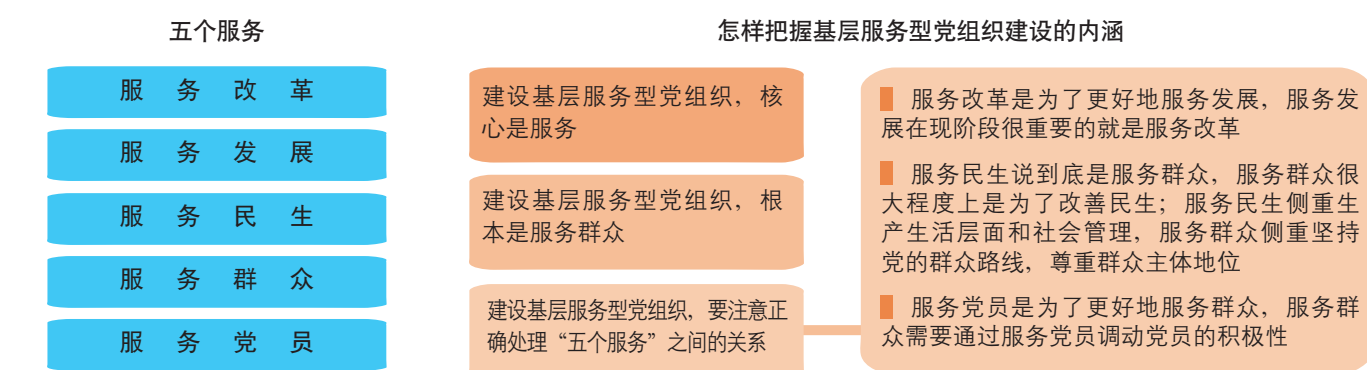 五个服务
服务改革
服务发展
服务民生
服务群众
服务党员
怎样把握基层服务型党组织建设的内涵
建设基层服务型党组织，核
心是服务
建设基层服务型党组织，根
本是服务群众
建设基层服务型党组织，要注意正
确处理“五个服务”之间的关系
服务改革是为了更好地服务发展，服务发
展在现阶段很重要的就是服务改革
服务民生说到底是服务群众，服务群众很
大程度上是为了改善民生；服务民生侧重生
产生活层面和社会管理，服务群众侧重坚持
党的群众路线，尊重群众主体地位
服务党员是为了更好地服务群众，服务群
众需要通过服务党员调动党员的积极性